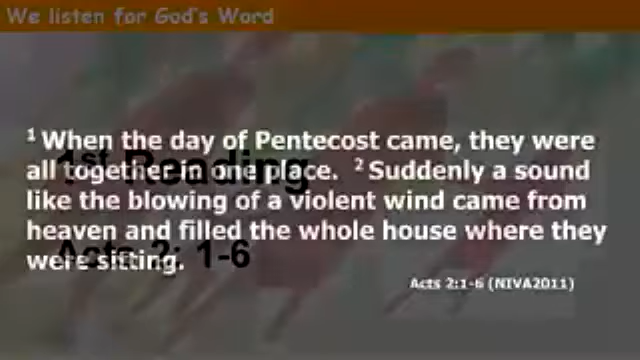 We listen for God's Word
1 When the day of Pentecost came, they were
all together in one place. 2 Suddenly a sound
like the blowing of a violent wind came from
heaven and filled the whole house where they
were sitting.
Acts 2:1-6 (NIVA2011)
1st Reading
Acts 2: 1-6